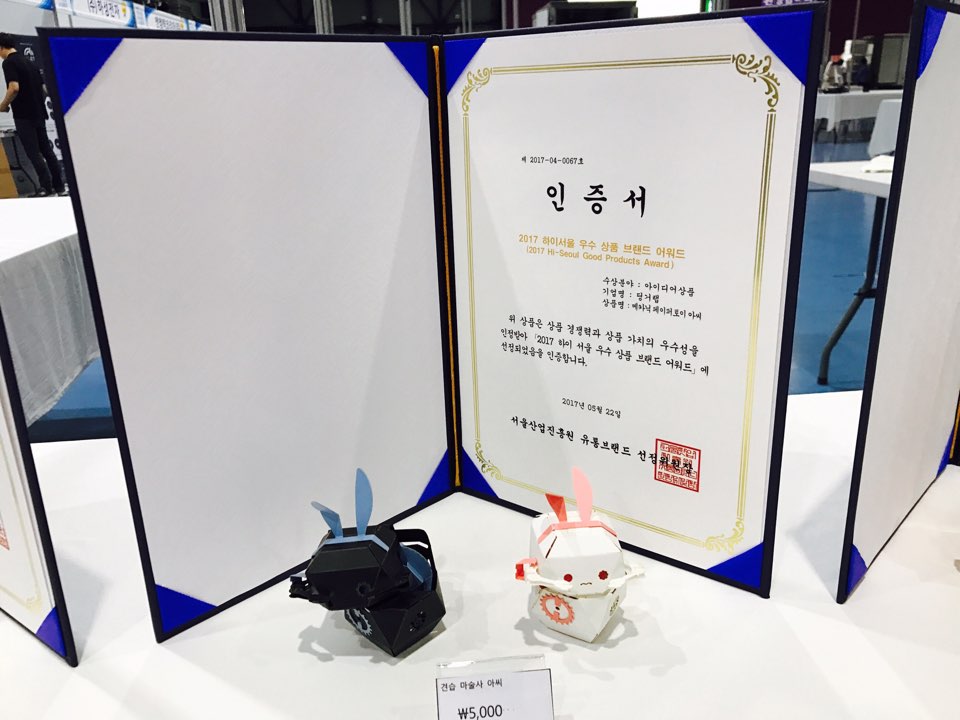 (주)하성전자
제 2017-04-0067호
인증서
2017 하이서울 우수 상품 브랜드 어워드
(2017 Hi-Seoul Good Products Award)
수상분야 : 아이디어상품
기업명 : 팅거랩
상품명 : 메카닉 페이퍼토이 아씨
위 상품은 상품 경쟁력과 상품 가치의 우수성을
인정받아 「2017 하이 서울 우수 상품 브랜드 어워드」에
선정되었음을 인증합니다.
2017년 05월 22일
서울산업진흥원 유통브랜드 선정위원장
견습 마술사 아씨
₩5,000